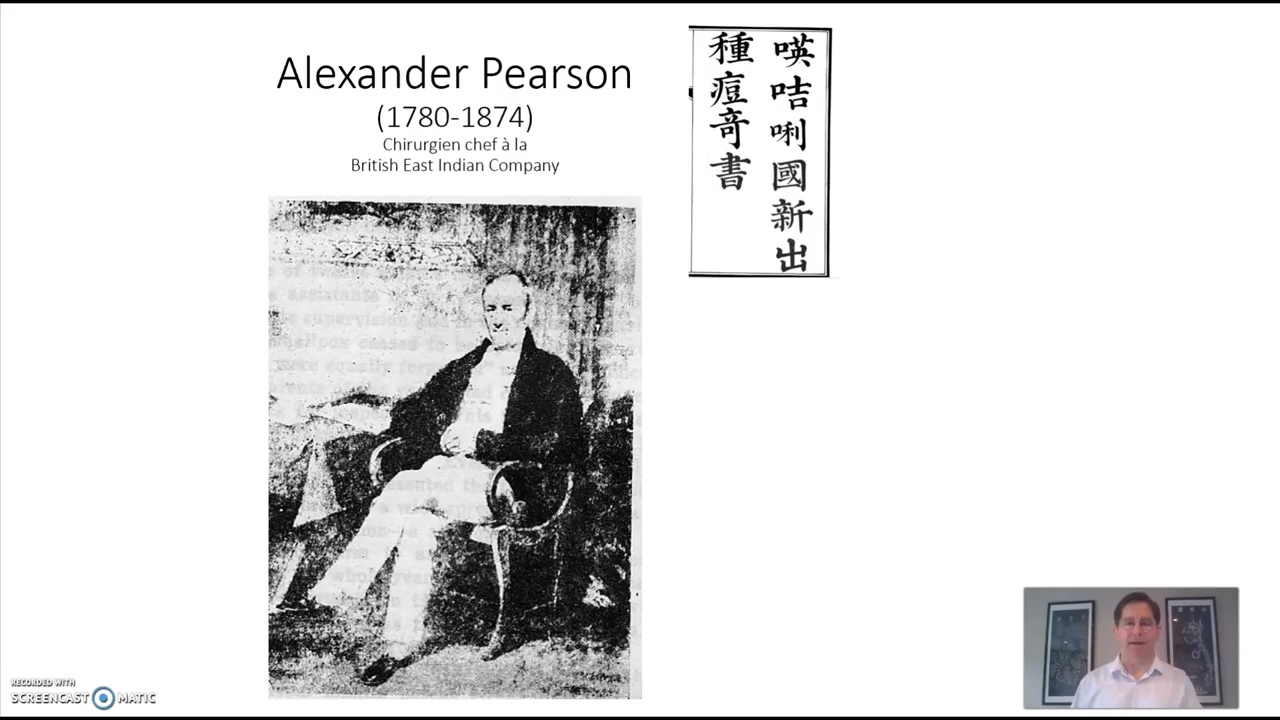 Alexander Pearson
(1780-1874)
Chirurgien chef à la
British East Indian Company
嘆咭唎國新出
種痘奇書
RECORDED WITH
SCREENCAST MATIC